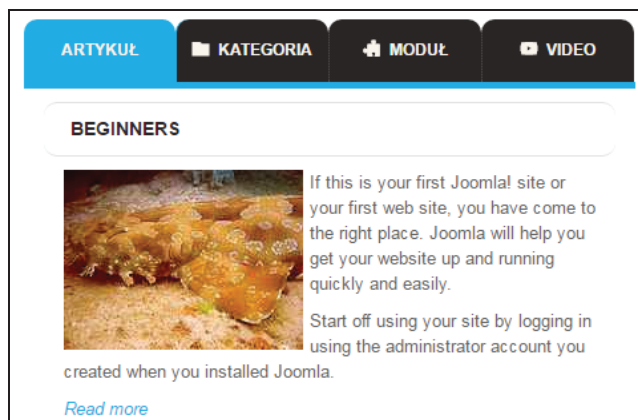 ARTYKUŁ KATEGORIA MODUŁ VIDEO
BEGINNERS
If this is your first Joomla! site or
your first web site, you have come to
the right place. Joomla will help you
get your website up and running
quickly and easily.
Start off using your site by logging in
using the administrator account you
created when you installed Joomla.
Read more